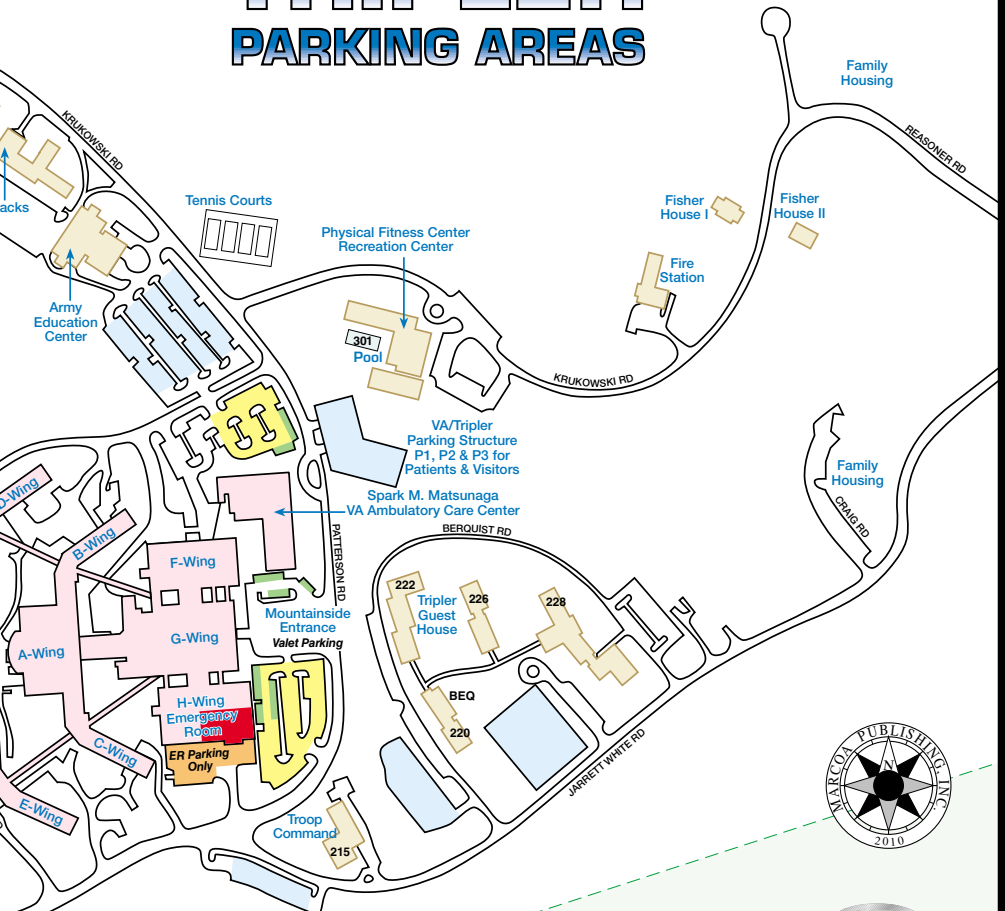 PARKING AREAS
Family
Housing
KRUKOWSKI RD
REASONER RD
Tennis Courts
Fisher
House I
Fisher
House II
acks
Physical Fitness Center
Recreation Center
Fire
Station
Army
Education
Center
301
Pool
KRUKOWSKI RD
VA/Tripler
Parking Structure
P1, P2 & P3 for
Patients & Visitors
Family
Housing
D-Wing
Spark M. Matsunaga
VA Ambulatory Care Center
CRAIG RD
B-Wing
PATTERSON RD
BERQUIST RD
F-Wing
222
226
228
Tripler
Guest
House
Mountainside
Entrance
Valet Parking
G-Wing
A-Wing
BEQ
220
H-Wing
Emergency
Room
ER Parking
Only
C-Wing
JARRETT WHITE RD
MARCOA PUBLISHING, INC.
N
2010
E-Wing
Troop
Command
215